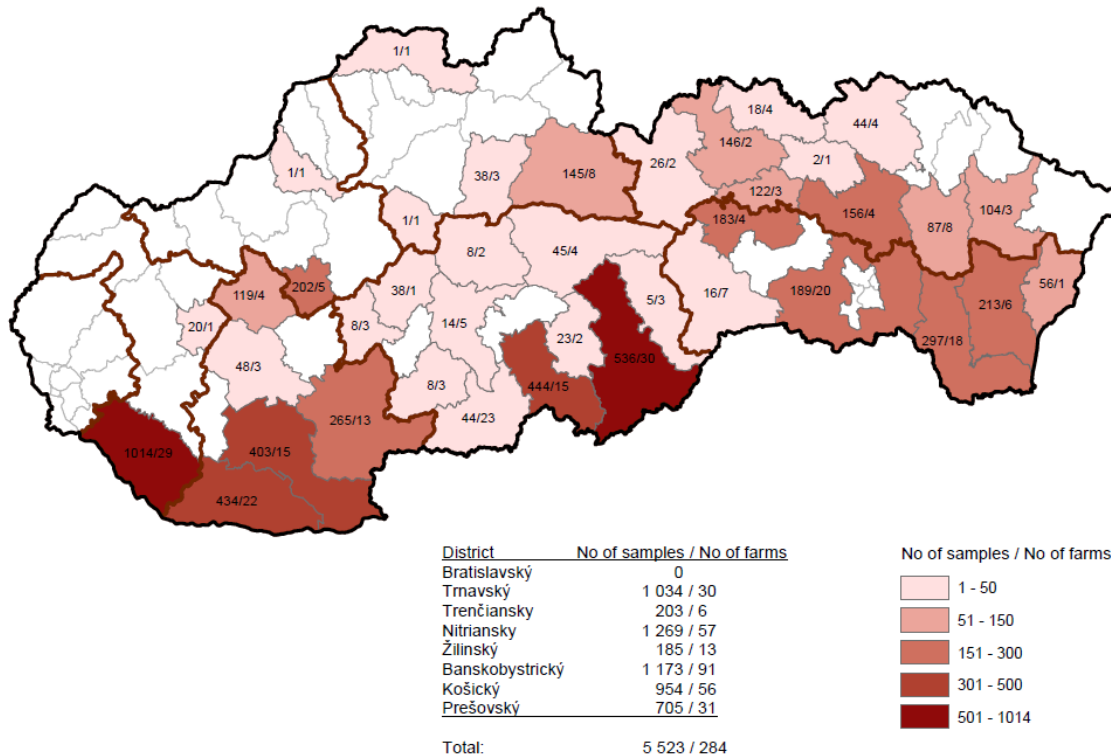 1/1
18/4
44/4
146/2
26/2
2/1
145/8
38/3
1/1
122/3
104/3
183/4
156/4
1/1
87/8
8/2
45/4
202/5
56/1
38/1
5/3
16/7
189/20
213/6
119/4
20/1
8/3
14/5
23/2
297/18
536/30
48/3
8/3
444/15
265/13
44/23
1014/29
403/15
434/22
District No of samples / No of farms
Bratislavský 0
Trnavský 1 034 / 30
Trenčiansky 203 / 6
Nitriansky 1 269 / 57
Žilinský 185 / 13
Banskobystrický 1 173 / 91
Košický 954 / 56
Prešovský 705 / 31
Total: 5 523 / 284
No of samples / No of farms
1 - 50
51 - 150
151 - 300
301 - 500
501 - 1014